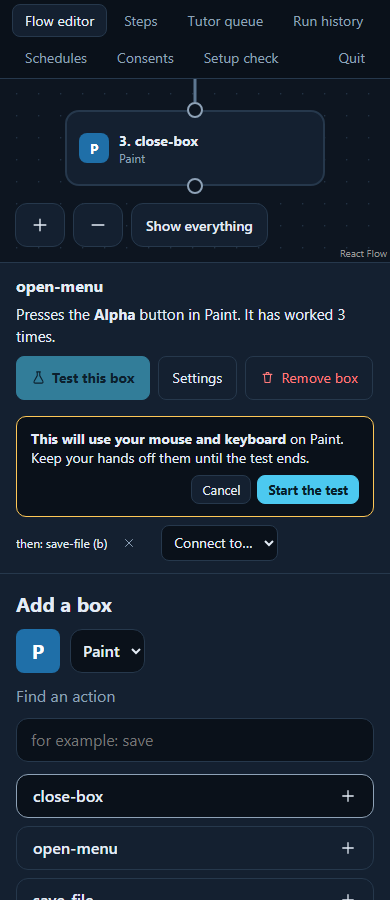 Flow editor
Steps
Tutor queue
Run history
Schedules
Consents
Setup check
Quit
P
3. close-box
Paint
Show everything
React Flow
open-menu
Presses the Alpha button in Paint. It has worked 3
times.
Test this box
Settings
Remove box
This will use your mouse and keyboard on Paint.
Keep your hands off them until the test ends.
Cancel
Start the test
then: save-file (b)
Connect to...
Add a box
P
Paint
Find an action
for example: save
close-box
open-menu
save-file